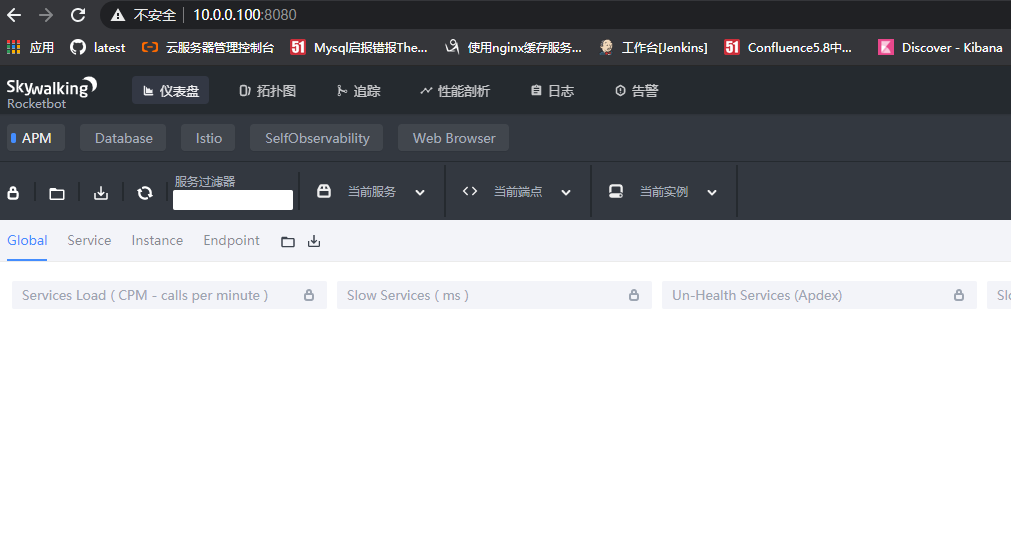 不安全 10.0.0.100:8080
应用 latest 云服务器管理控制台 51 Mysql启报错报The... 使用nginx缓存服务... 工作台[Jenkins] 51 Confluence5.8中... Discover - Kibana
Skywalking
Rocketbot
仪表盘 拓扑图 追踪 性能剖析 日志 告警
APM Database Istio SelfObservability Web Browser
服务过滤器
当前服务 当前端点 当前实例
Global Service Instance Endpoint
Services Load ( CPM - calls per minute ) Slow Services ( ms ) Un-Health Services (Apdex)